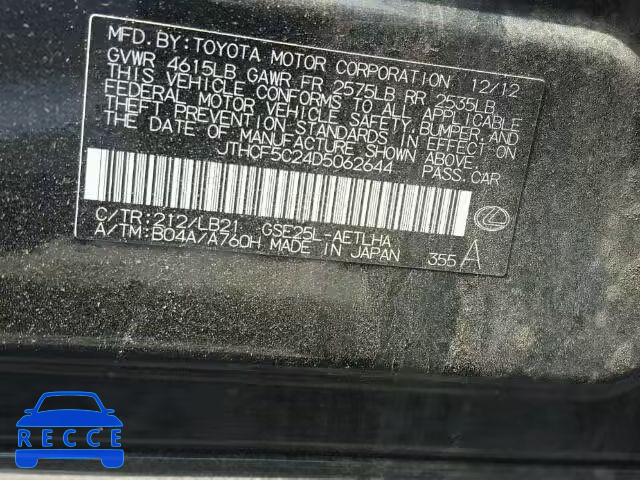 MFD.BY:TOYOTA MOTOR CORPORATION 12/12
GVWR 4615LB GAWR FR 2575LB RR 2535LB
THIS VEHICLE CONFORMS TO ALL APPLICABLE
FEDERAL MOTOR VEHICLE SAFETY,BUMPER,AND
THEFT PREVENTION STANDARDS IN EFFECT ON
THE DATE OF MANUFACTURE SHOWN ABOVE.
JTHCF5C24D5062644 PASS.CAR
C/TR:212/LB21 GSE25L-AETLHA
A/TM:B04A/A760H MADE IN JAPAN 355 A
RECCE